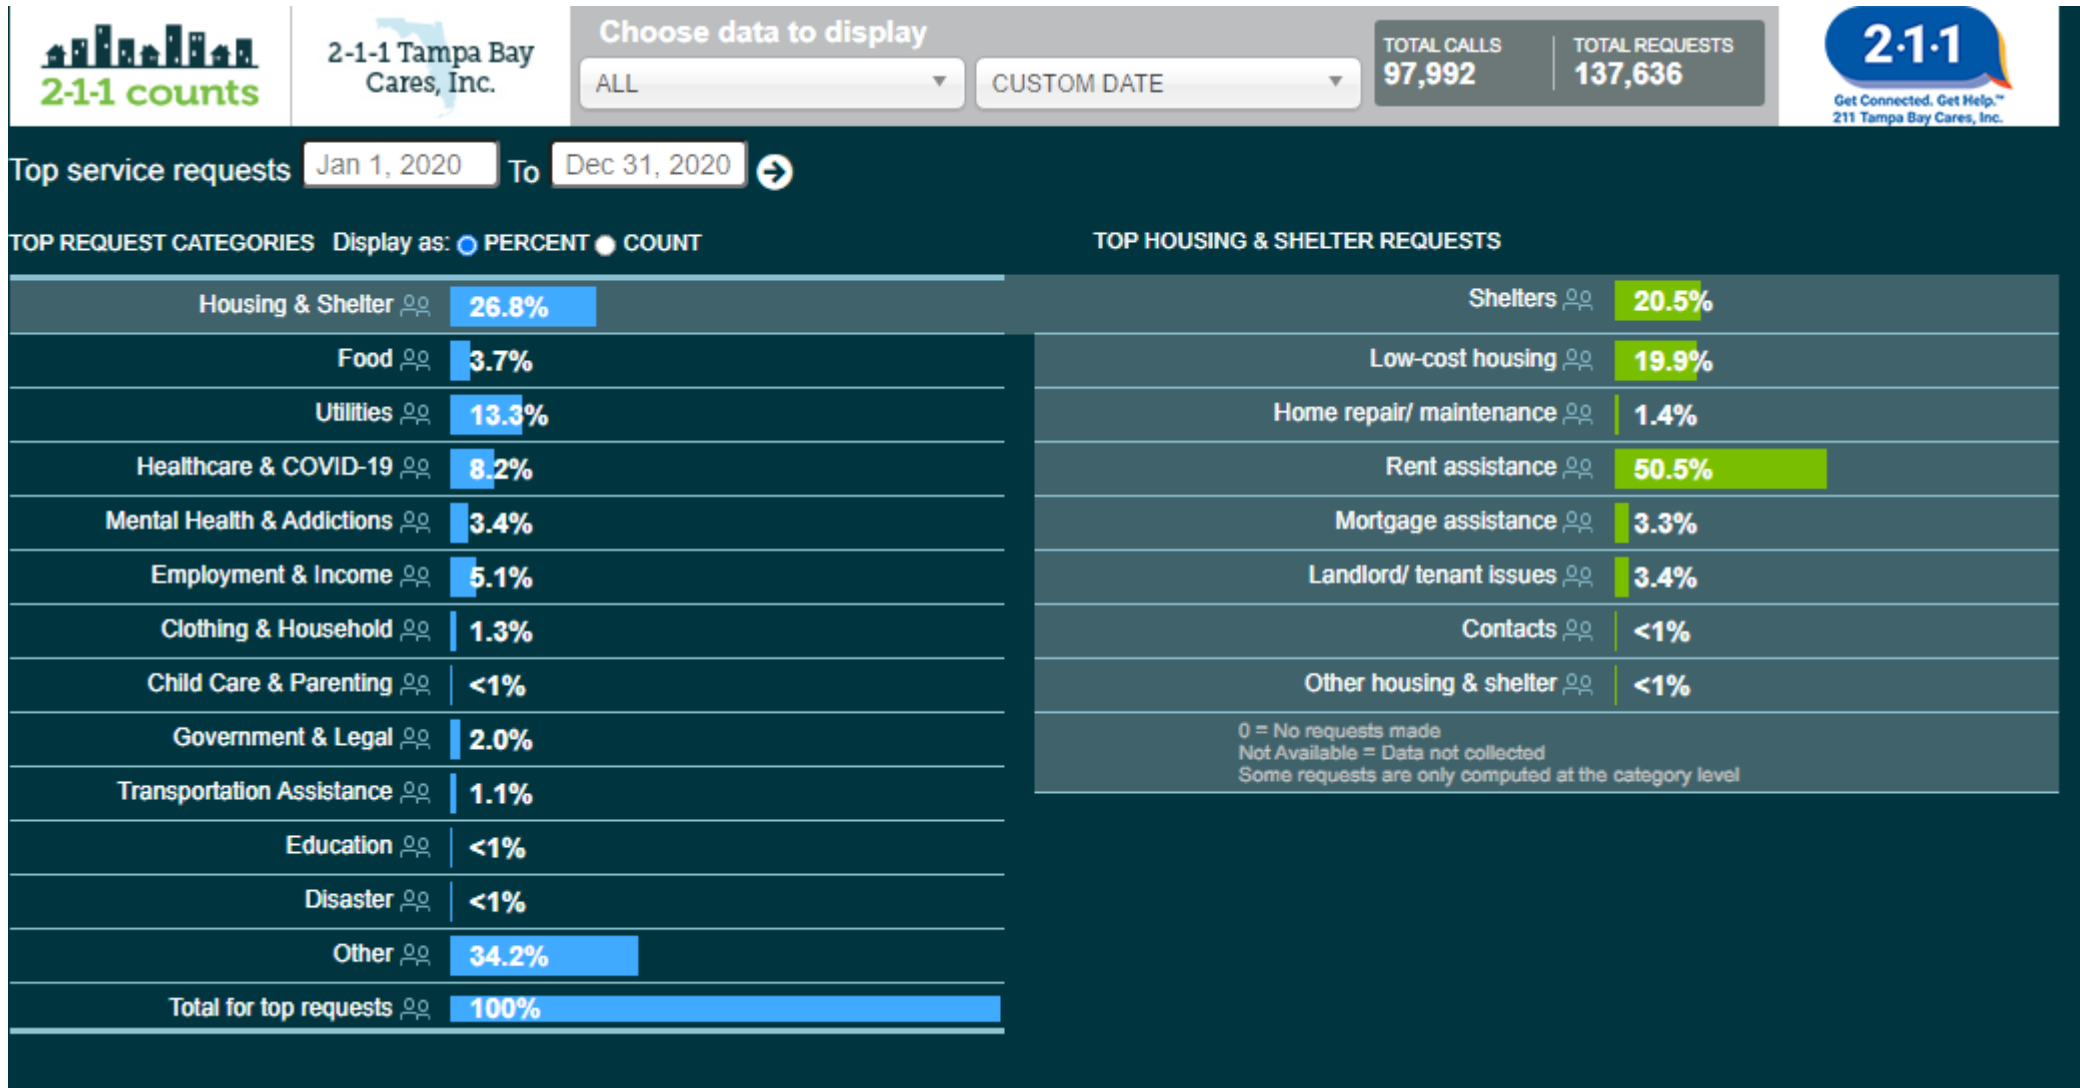 2-1-1 counts
2-1-1 Tampa Bay
Cares, Inc.
Choose data to display
ALL
CUSTOM DATE
TOTAL CALLS
97,992
TOTAL REQUESTS
137,636
2·1·1
Get Connected. Get Help.™
211 Tampa Bay Cares, Inc.
Top service requests Jan 1, 2020 To Dec 31, 2020
TOP REQUEST CATEGORIES Display as: PERCENT COUNT
Housing & Shelter 26.8%
Food 3.7%
Utilities 13.3%
Healthcare & COVID-19 8.2%
Mental Health & Addictions 3.4%
Employment & Income 5.1%
Clothing & Household 1.3%
Child Care & Parenting <1%
Government & Legal 2.0%
Transportation Assistance 1.1%
Education <1%
Disaster <1%
Other 34.2%
Total for top requests 100%
TOP HOUSING & SHELTER REQUESTS
Shelters 20.5%
Low-cost housing 19.9%
Home repair/ maintenance 1.4%
Rent assistance 50.5%
Mortgage assistance 3.3%
Landlord/ tenant issues 3.4%
Contacts <1%
Other housing & shelter <1%
0 = No requests made
Not Available = Data not collected
Some requests are only computed at the category level